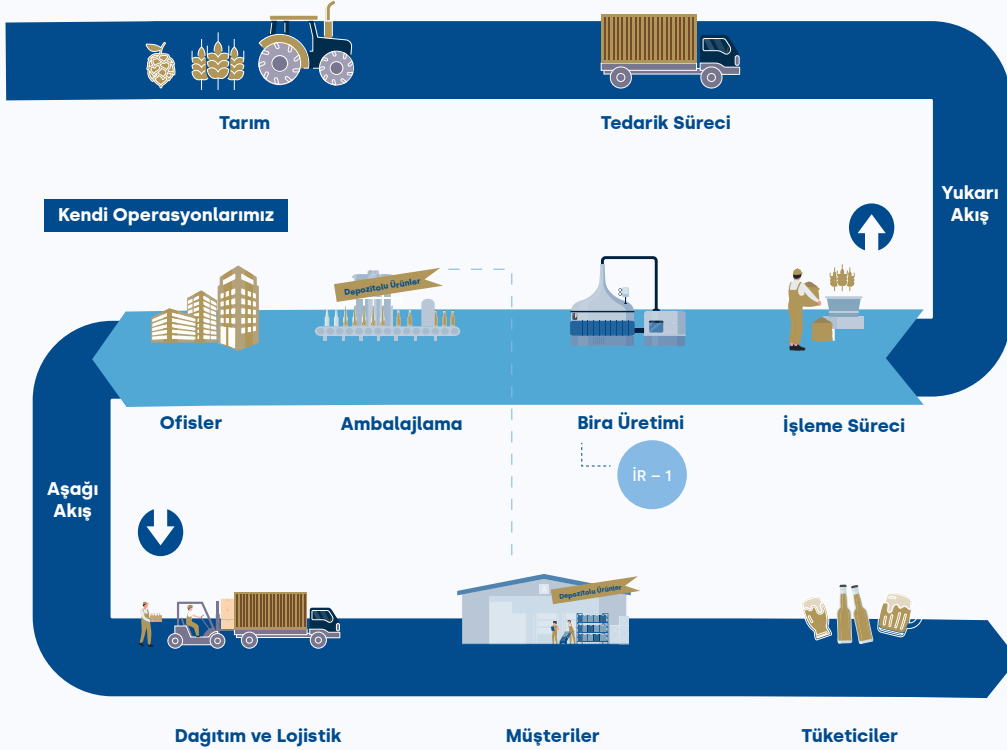 Tarım
Tedarik Süreci
Yukarı
Akış
Kendi Operasyonlarımız
Depozitolu Ürünler
Ofisler
Ambalajlama
Bira Üretimi
İşleme Süreci
İR – 1
Aşağı
Akış
Depozitolu Ürünler
Dağıtım ve Lojistik
Müşteriler
Tüketiciler